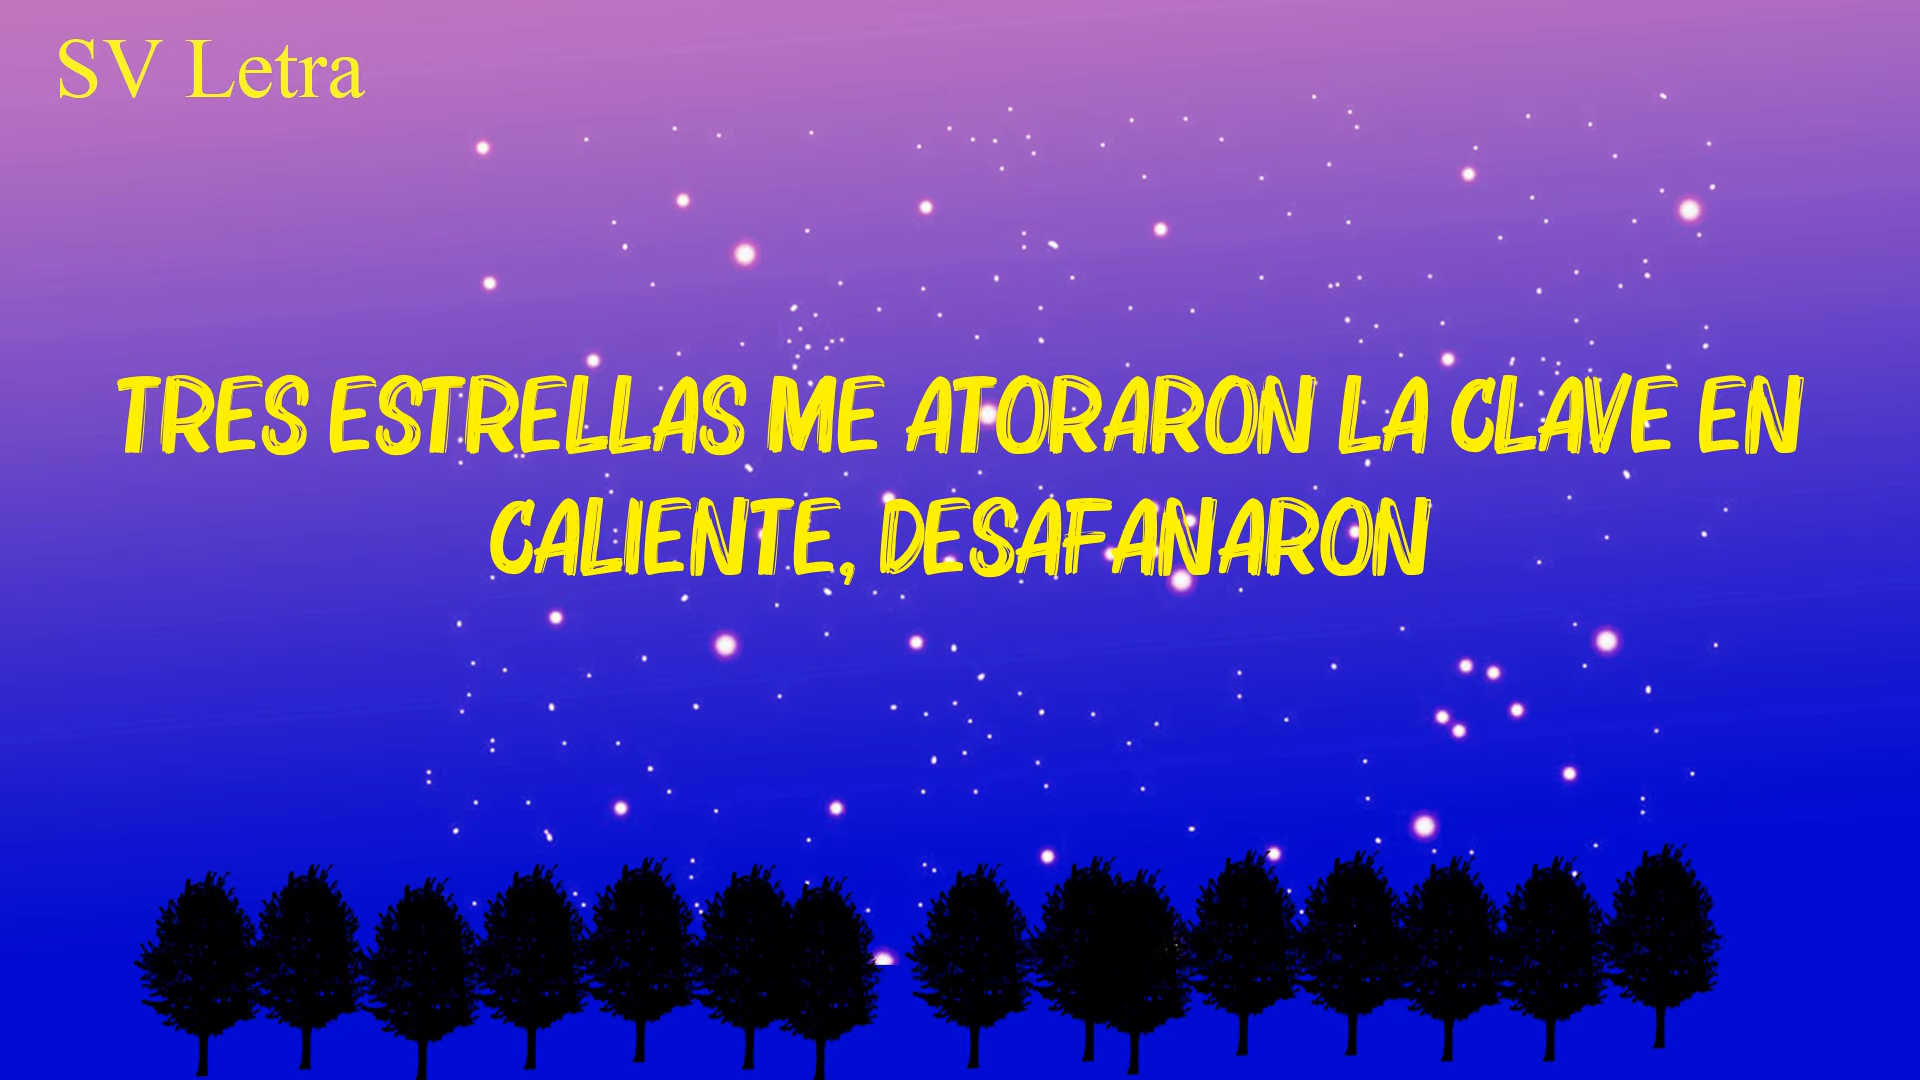 SV Letra
TRES ESTRELLAS ME ATORARON LA CLAVE EN
CALIENTE, DESAFANARON